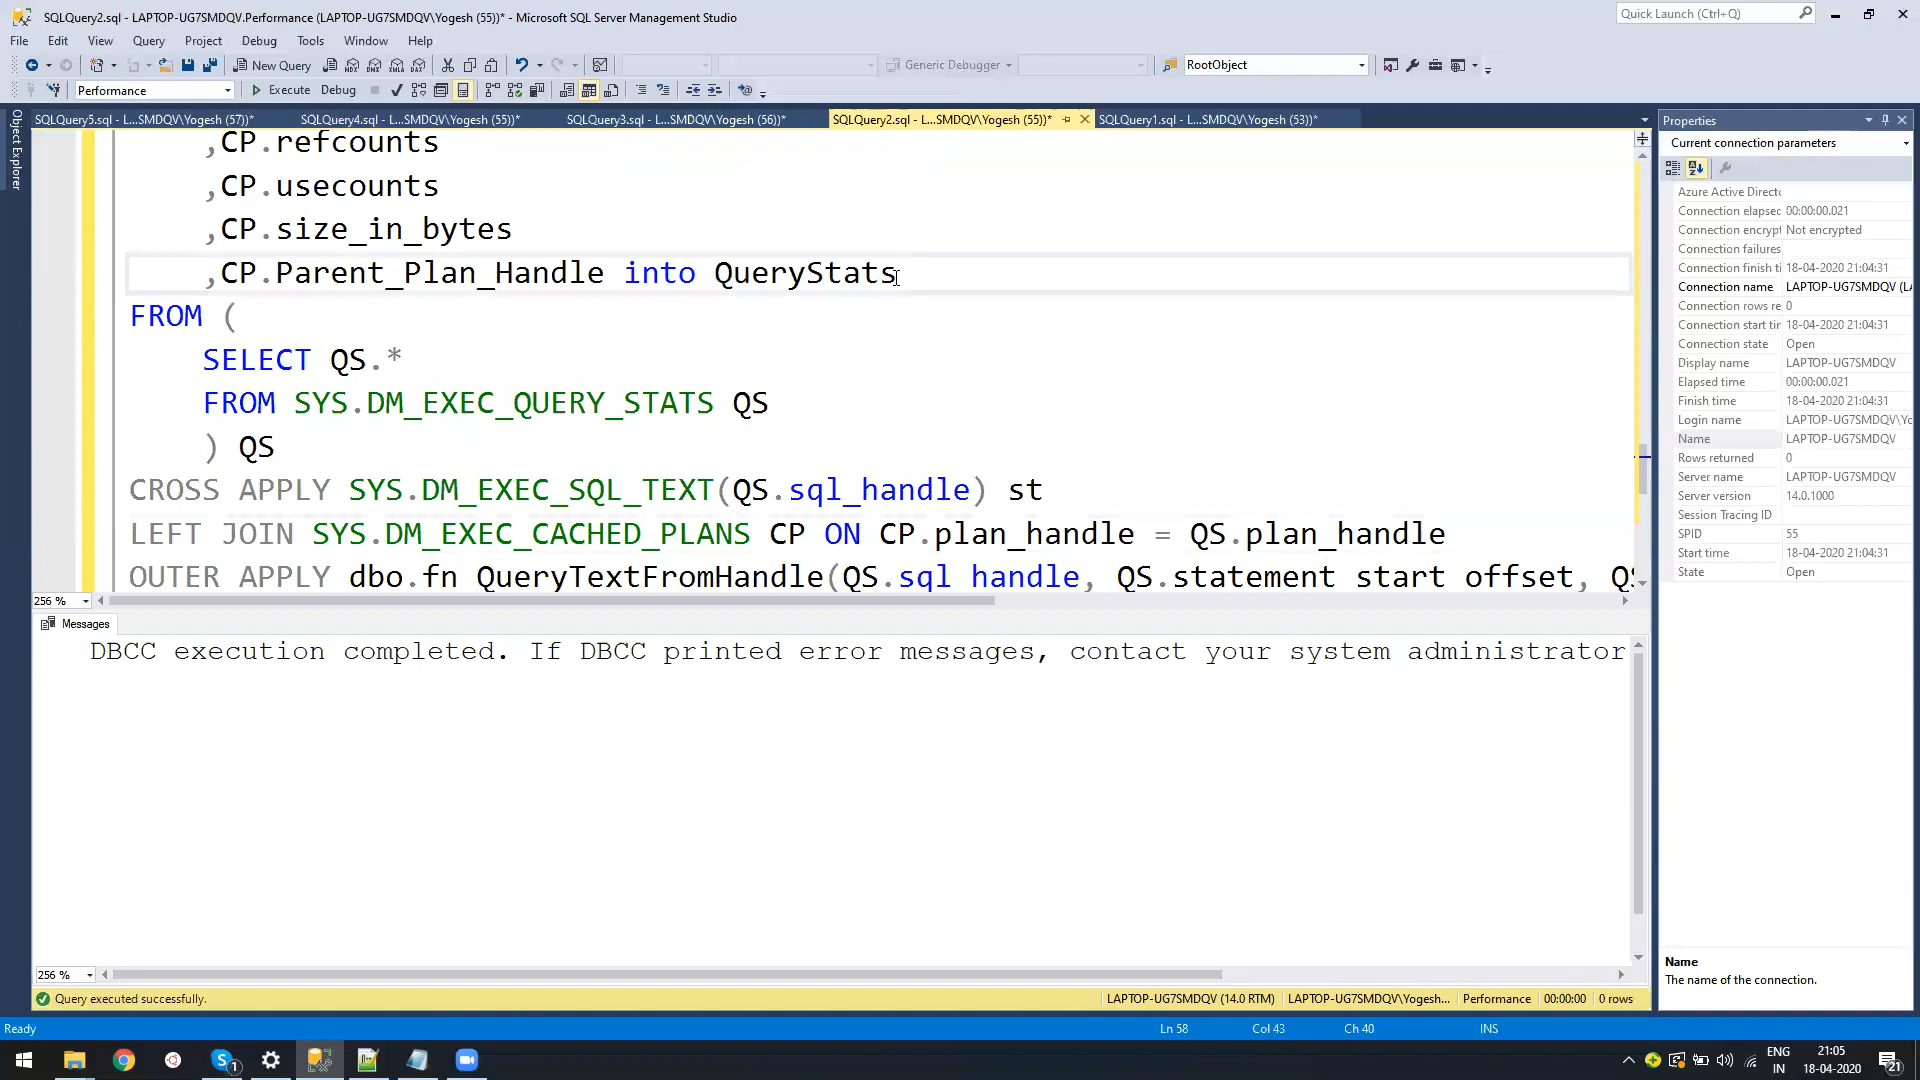 SQLQuery2.sql - LAPTOP-UG7SMDQV.Performance (LAPTOP-UG7SMDQV\Yogesh (55))* - Microsoft SQL Server Management Studio
Quick Launch (Ctrl+Q)
File Edit View Query Project Debug Tools Window Help
New Query
Generic Debugger
RootObject
Performance
Execute Debug
Object Explorer
SQLQuery5.sql - L...SMDQV\Yogesh (57))*
SQLQuery4.sql - L...SMDQV\Yogesh (55))*
SQLQuery3.sql - L...SMDQV\Yogesh (56))*
SQLQuery2.sql - L...SMDQV\Yogesh (55))*
SQLQuery1.sql - L...SMDQV\Yogesh (53))*
,CP.refcounts
,CP.usecounts
,CP.size_in_bytes
,CP.Parent_Plan_Handle into QueryStats
FROM (
SELECT QS.*
FROM SYS.DM_EXEC_QUERY_STATS QS
) QS
CROSS APPLY SYS.DM_EXEC_SQL_TEXT(QS.sql_handle) st
LEFT JOIN SYS.DM_EXEC_CACHED_PLANS CP ON CP.plan_handle = QS.plan_handle
OUTER APPLY dbo.fn QueryTextFromHandle(QS.sql handle, QS.statement start offset, QS
256 %
Messages
DBCC execution completed. If DBCC printed error messages, contact your system administrator
256 %
Query executed successfully.
LAPTOP-UG7SMDQV (14.0 RTM) LAPTOP-UG7SMDQV\Yogesh... Performance 00:00:00 0 rows
Properties
Current connection parameters
Azure Active Directo
Connection elapsed 00:00:00.021
Connection encrypt Not encrypted
Connection failures
Connection finish ti 18-04-2020 21:04:31
Connection name LAPTOP-UG7SMDQV (LA
Connection rows re 0
Connection start tir 18-04-2020 21:04:31
Connection state Open
Display name LAPTOP-UG7SMDQV
Elapsed time 00:00:00.021
Finish time 18-04-2020 21:04:31
Login name LAPTOP-UG7SMDQV\Yo
Name LAPTOP-UG7SMDQV
Rows returned 0
Server name LAPTOP-UG7SMDQV
Server version 14.0.1000
Session Tracing ID
SPID 55
Start time 18-04-2020 21:04:31
State Open
Name
The name of the connection.
Ready
Ln 58 Col 43 Ch 40 INS
ENG
IN
21:05
18-04-2020
21